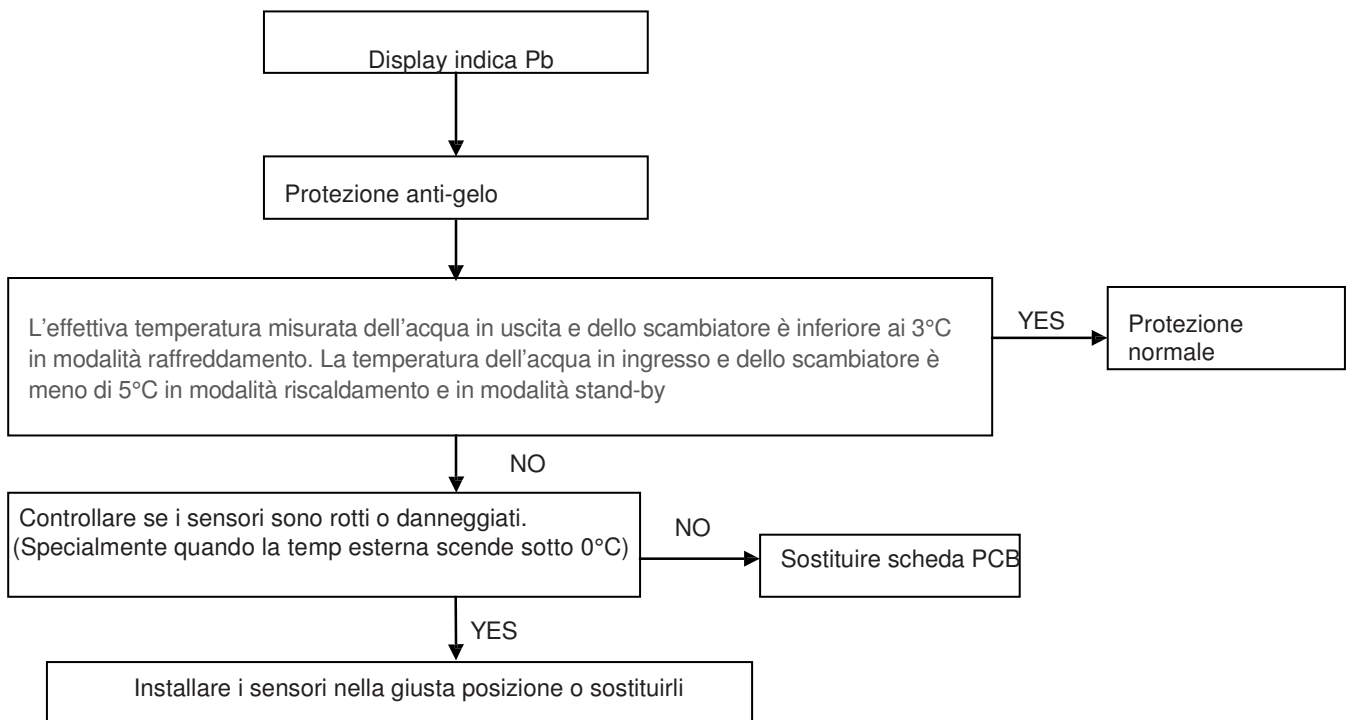 Display indica Pb
Protezione anti-gelo
L'effettiva temperatura misurata dell'acqua in uscita e dello scambiatore è inferiore ai 3°C
in modalità raffreddamento. La temperatura dell'acqua in ingresso e dello scambiatore è
meno di 5°C in modalità riscaldamento e in modalità stand-by
YES
Protezione
normale
NO
Controllare se i sensori sono rotti o danneggiati.
(Specialmente quando la temp esterna scende sotto 0°C)
NO
Sostituire scheda PCB
YES
Installare i sensori nella giusta posizione o sostituirli